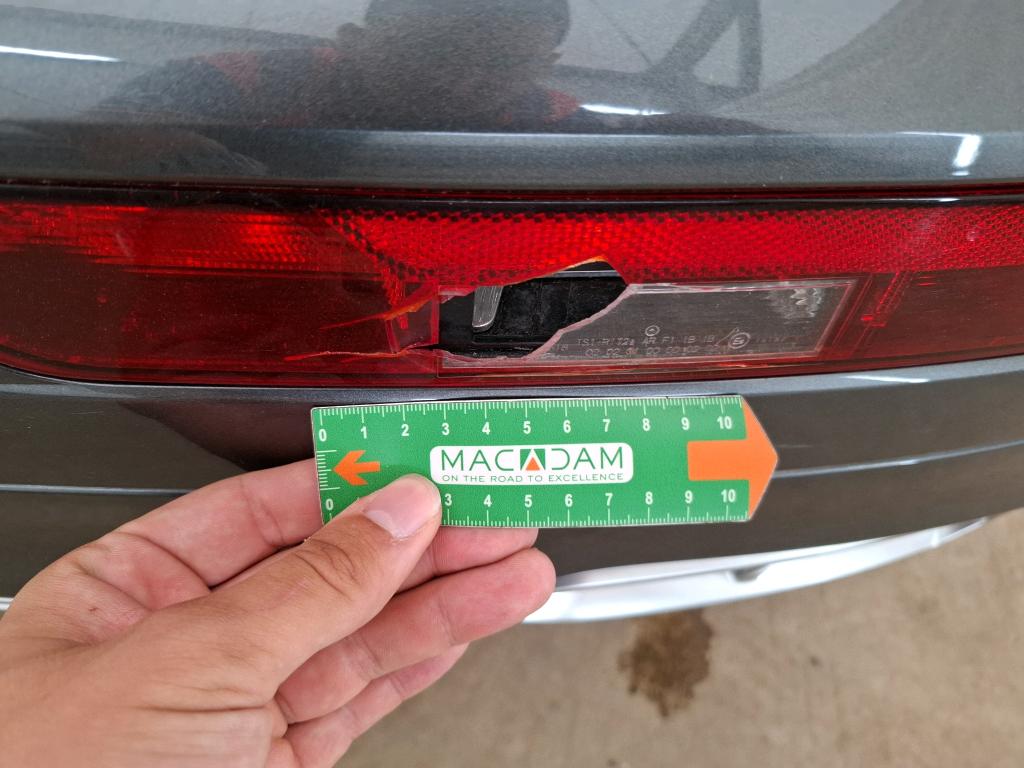 0 1 2 3 4 5 6 7 8 9 10
MACADAM
ON THE ROAD TO EXCELLENCE
0 3 4 5 6 7 8 9 10